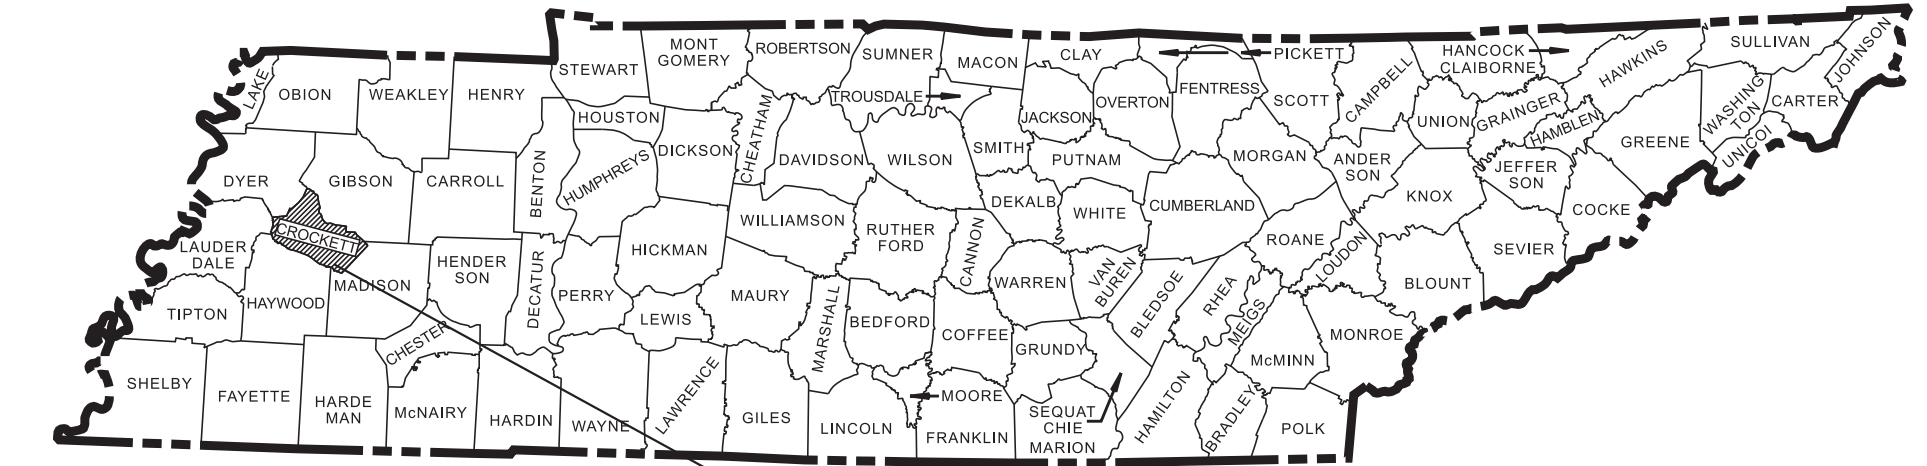 MONT
GOMERY
ROBERTSON
SUMNER
MACON
CLAY
PICKETT
HANCOCK
CLAIBORNE
HAWKINS
SULLIVAN
JOHNSON
LAKE
OBION
WEAKLEY
HENRY
STEWART
HOUSTON
TROUSDALE
JACKSON
OVERTON
FENTRESS
SCOTT
CAMPBELL
UNION
GRAINGER
HAMBLEN
WASHING
TON
CARTER
UNICOI
GREENE
DYER
GIBSON
CARROLL
BENTON
HUMPHREYS
DICKSON
CHEATHAM
DAVIDSON
WILSON
SMITH
PUTNAM
MORGAN
ANDER
SON
KNOX
JEFFER
SON
COCKE
CROCKETT
LAUDER
DALE
HENDER
SON
DECATUR
HICKMAN
WILLIAMSON
RUTHER
FORD
CANNON
DEKALB
WHITE
CUMBERLAND
ROANE
LOUDON
SEVIER
BLOUNT
TIPTON
HAYWOOD
MADISON
PERRY
LEWIS
MAURY
MARSHALL
BEDFORD
COFFEE
WARREN
VAN
BUREN
BLEDSOE
RHEA
MEIGS
MONROE
McMINN
GRUNDY
CHESTER
SHELBY
FAYETTE
HARDE
MAN
McNAIRY
HARDIN
WAYNE
LAWRENCE
GILES
LINCOLN
MOORE
FRANKLIN
SEQUAT
CHIE
MARION
HAMILTON
BRADLEY
POLK